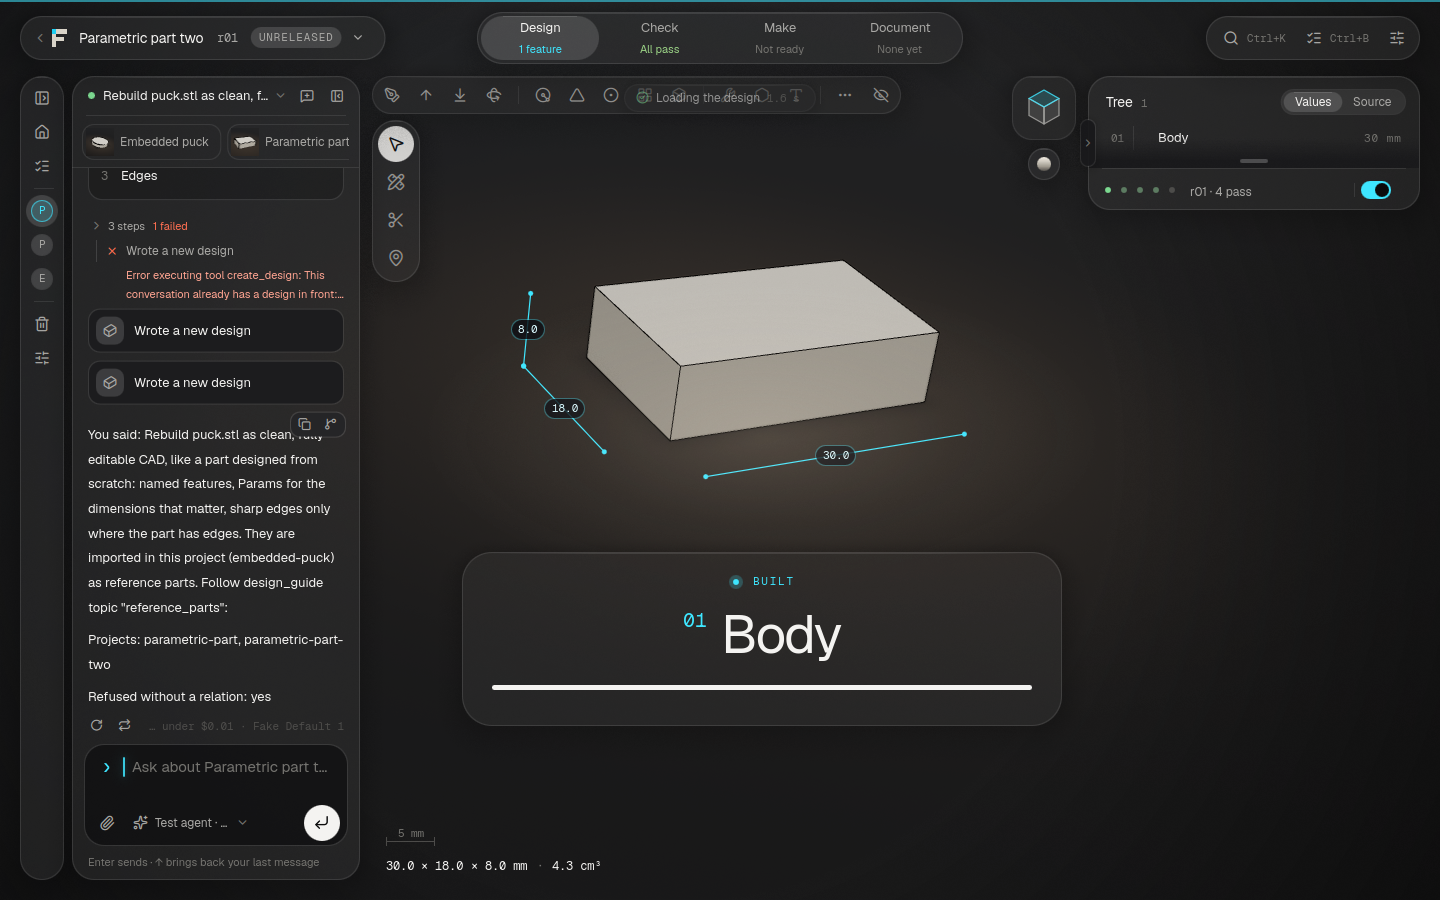 Parametric part two r01 UNRELEASED
Design
1 feature
Check
All pass
Make
Not ready
Document
None yet
Ctrl+K
Ctrl+B
Rebuild puck.stl as clean, f…
Embedded puck
Parametric part
3 Edges
3 steps 1 failed
Wrote a new design
Error executing tool create_design: This
conversation already has a design in front:…
Wrote a new design
Wrote a new design
You said: Rebuild puck.stl as clean, fully
editable CAD, like a part designed from
scratch: named features, Params for the
dimensions that matter, sharp edges only
where the part has edges. They are
imported in this project (embedded-puck)
as reference parts. Follow design_guide
topic "reference_parts":
Projects: parametric-part, parametric-part-
two
Refused without a relation: yes
… under $0.01 · Fake Default 1
Ask about Parametric part t…
Test agent · …
Enter sends · ↑ brings back your last message
P
P
E
Loading the design 1.6 s
Tree 1
Values
Source
01 Body 30 mm
r01 · 4 pass
8.0
18.0
30.0
BUILT
01 Body
5 mm
30.0 × 18.0 × 8.0 mm · 4.3 cm³